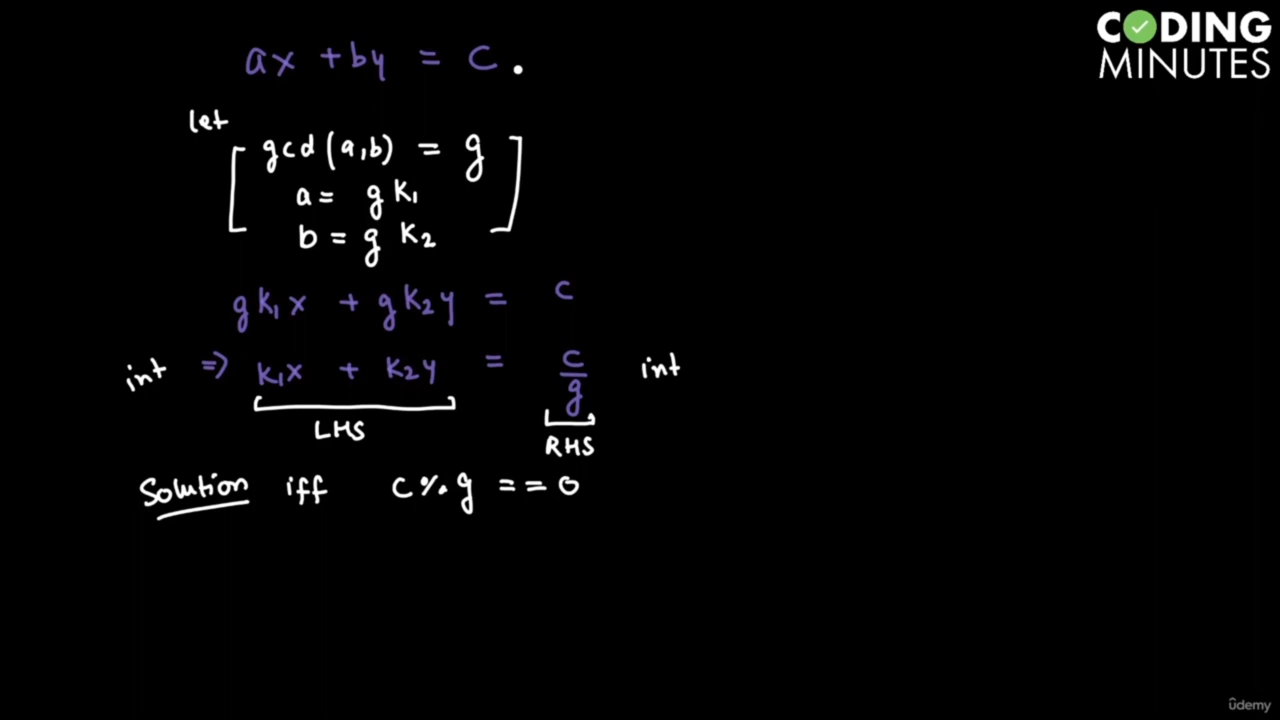 CODING
MINUTES
ax + by = c .
let
gcd (a,b) = g
a = g k₁
b = g k₂
g k₁ x + g k₂ y = c
int ⇒ k₁x + k₂y = c/g int
LHS
RHS
Solution iff c % g == 0
ûdemy